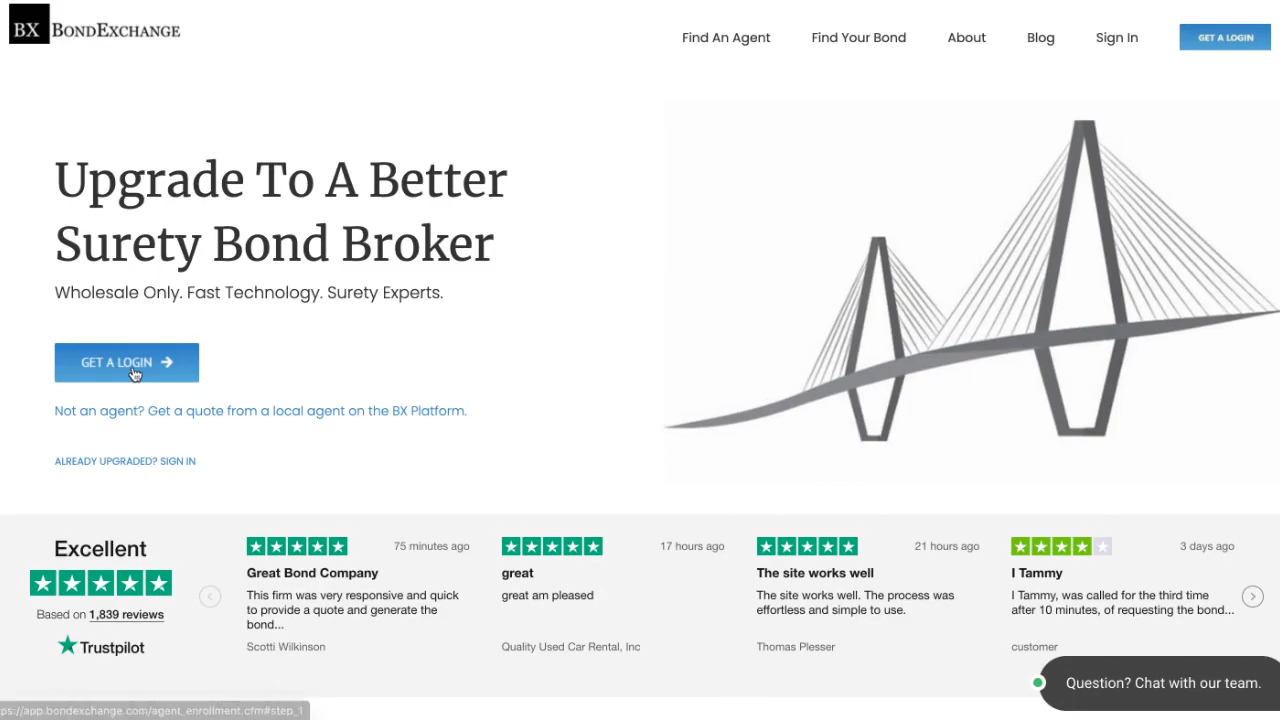 BX BONDEXCHANGE
Find An Agent
Find Your Bond
About
Blog
Sign In
GET A LOGIN
Upgrade To A Better
Surety Bond Broker
Wholesale Only. Fast Technology. Surety Experts.
GET A LOGIN
Not an agent? Get a quote from a local agent on the BX Platform.
ALREADY UPGRADED? SIGN IN
Excellent
Based on 1,839 reviews
Trustpilot
75 minutes ago
Great Bond Company
This firm was very responsive and quick
to provide a quote and generate the
bond...
Scotti Wilkinson
17 hours ago
great
great am pleased
Quality Used Car Rental, Inc
21 hours ago
The site works well
The site works well. The process was
effortless and simple to use.
Thomas Plesser
3 days ago
I Tammy
I Tammy, was called for the third time
after 10 minutes, of requesting the bond...
customer
Question? Chat with our team.
ps://app.bondexchange.com/agent_enrollment.cfm#step_1